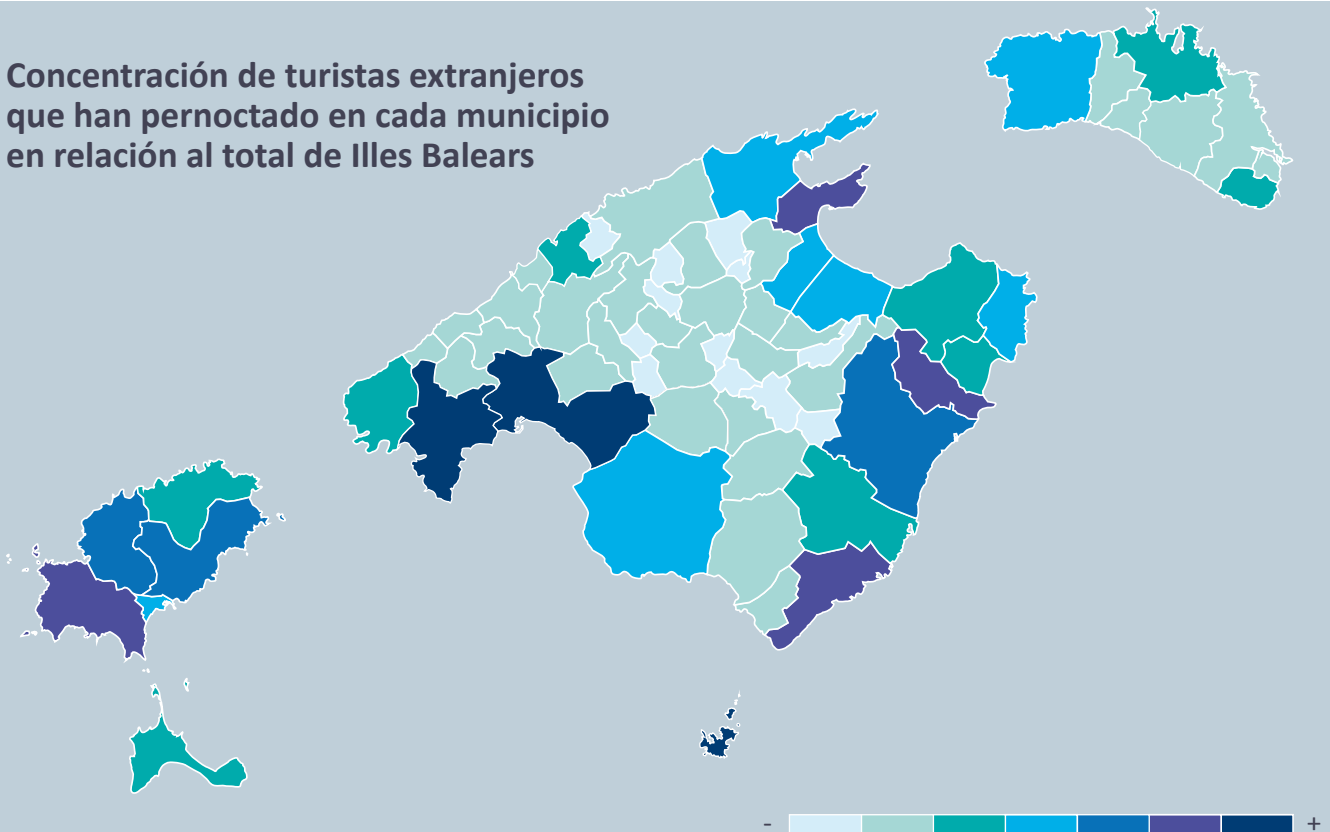 Concentración de turistas extranjeros
que han pernoctado en cada municipio
en relación al total de Illes Balears
- +